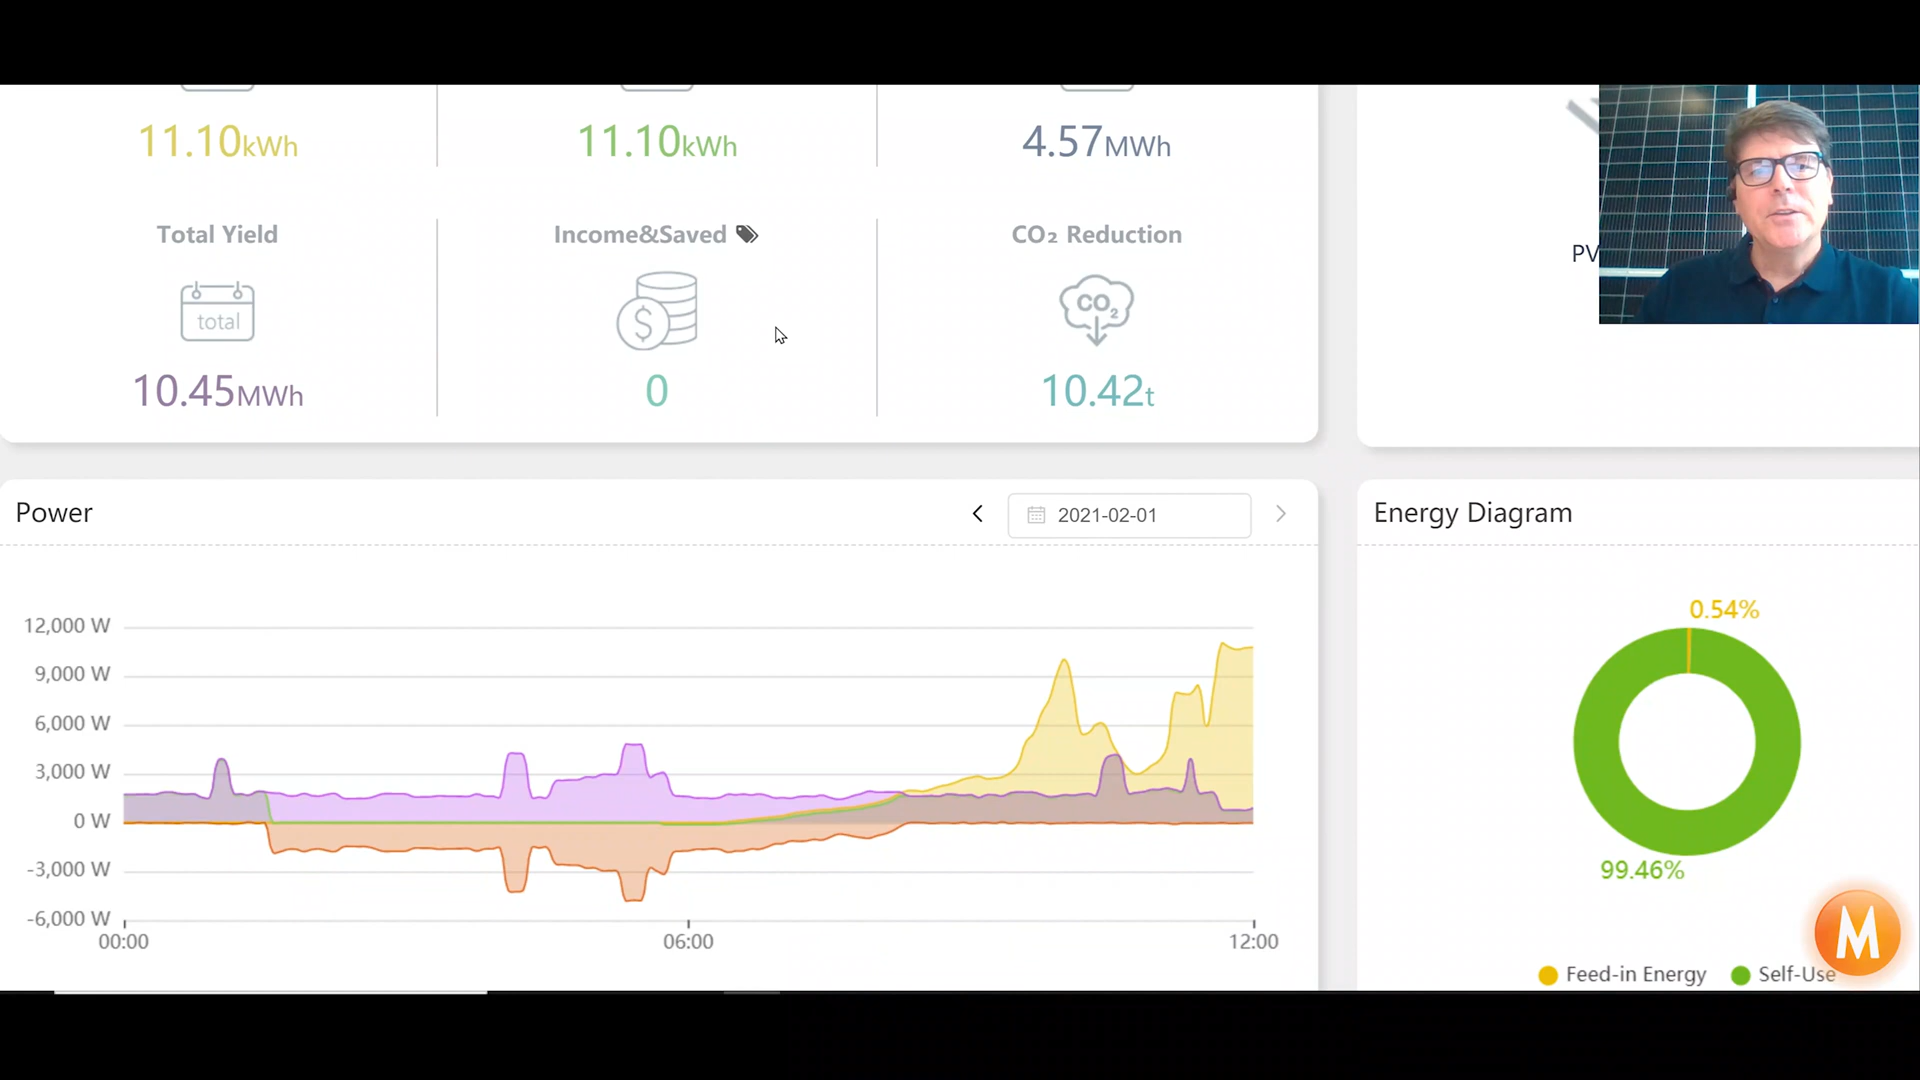 11.10kWh
11.10kWh
4.57MWh
Total Yield
Income&Saved
CO₂ Reduction
total
$
CO₂
10.45MWh
0
10.42t
PV
Power
2021-02-01
Energy Diagram
12,000 W
9,000 W
6,000 W
3,000 W
0 W
-3,000 W
-6,000 W
00:00
06:00
12:00
0.54%
99.46%
Feed-in Energy
Self-Use
M